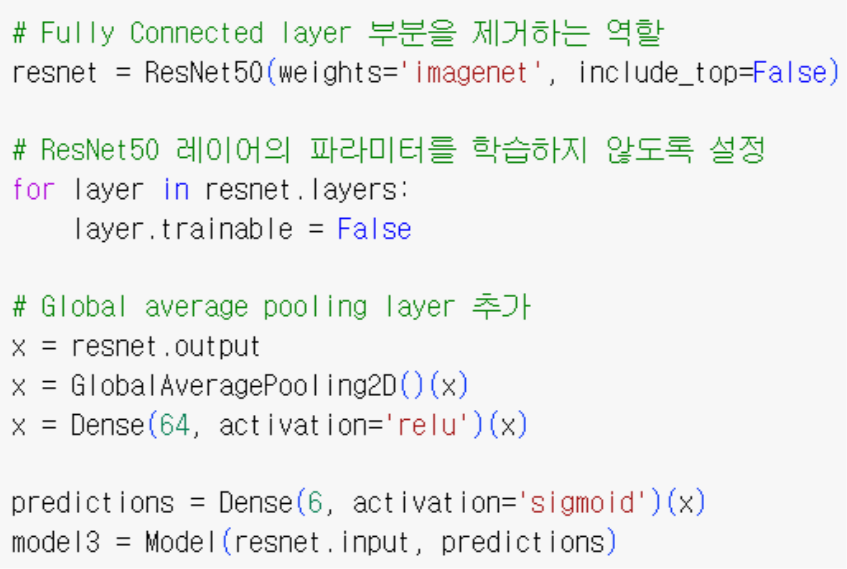 # Fully Connected layer 부분을 제거하는 역할
resnet = ResNet50(weights='imagenet', include_top=False)
# ResNet50 레이어의 파라미터를 학습하지 않도록 설정
for layer in resnet.layers:
    layer.trainable = False
# Global average pooling layer 추가
x = resnet.output
x = GlobalAveragePooling2D()(x)
x = Dense(64, activation='relu')(x)
predictions = Dense(6, activation='sigmoid')(x)
model3 = Model(resnet.input, predictions)